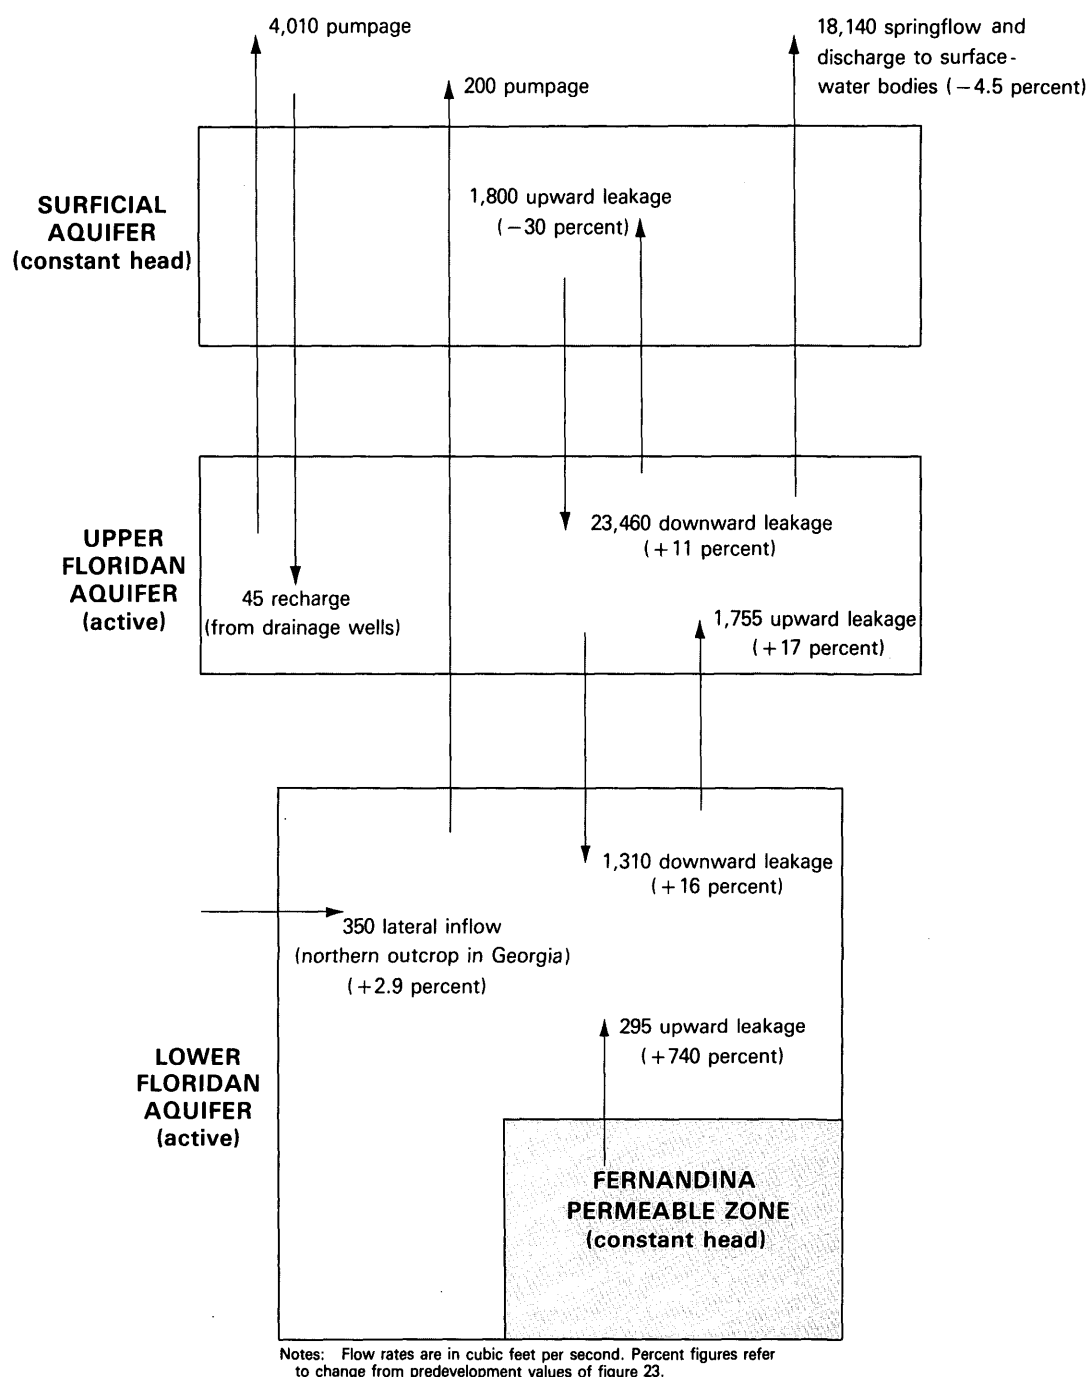 4,010 pumpage
18,140 springflow and
discharge to surface-
water bodies (−4.5 percent)
200 pumpage
SURFICIAL
AQUIFER
(constant head)
1,800 upward leakage
(−30 percent)
UPPER
FLORIDAN
AQUIFER
(active)
23,460 downward leakage
(+11 percent)
45 recharge
(from drainage wells)
1,755 upward leakage
(+17 percent)
1,310 downward leakage
(+16 percent)
350 lateral inflow
(northern outcrop in Georgia)
(+2.9 percent)
295 upward leakage
(+740 percent)
LOWER
FLORIDAN
AQUIFER
(active)
FERNANDINA
PERMEABLE ZONE
(constant head)
Notes: Flow rates are in cubic feet per second. Percent figures refer
to change from predevelopment values of figure 23.